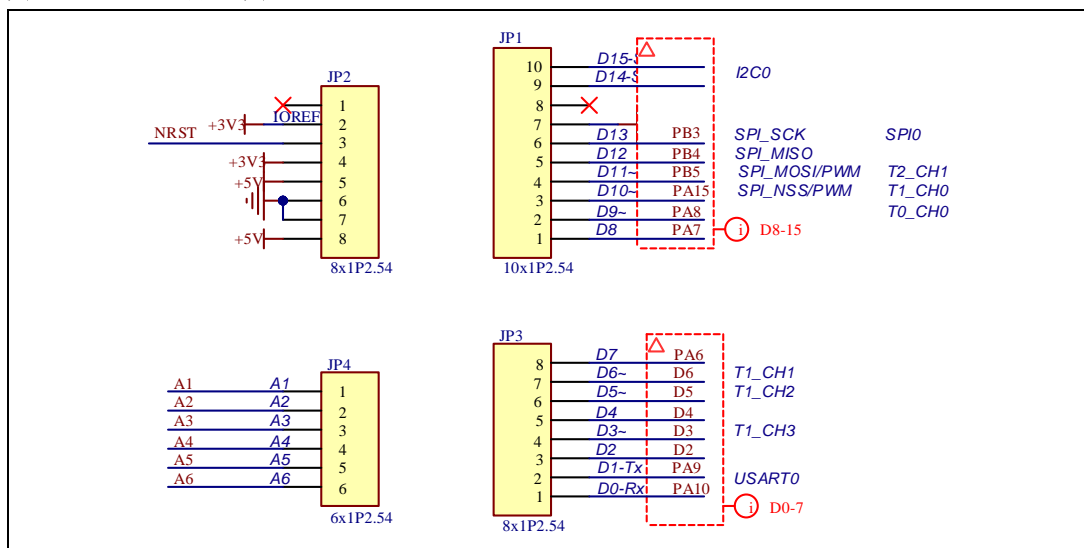 JP2
1
IOREF
2
+3V3
NRST
3
+3V3
4
+5V
5
6
7
+5V
8
8x1P2.54
JP1
10 D15-S I2C0
9 D14-S
8
7
6 D13 PB3 SPI_SCK SPI0
5 D12 PB4 SPI_MISO
4 D11~ PB5 SPI_MOSI/PWM T2_CH1
3 D10~ PA15 SPI_NSS/PWM T1_CH0
2 D9~ PA8 T0_CH0
1 D8 PA7
i D8-15
10x1P2.54
JP4
A1 A1 1
A2 A2 2
A3 A3 3
A4 A4 4
A5 A5 5
A6 A6 6
6x1P2.54
JP3
8 D7 PA6
7 D6~ D6 T1_CH1
6 D5~ D5 T1_CH2
5 D4 D4
4 D3~ D3 T1_CH3
3 D2 D2
2 D1-Tx PA9 USART0
1 D0-Rx PA10
i D0-7
8x1P2.54